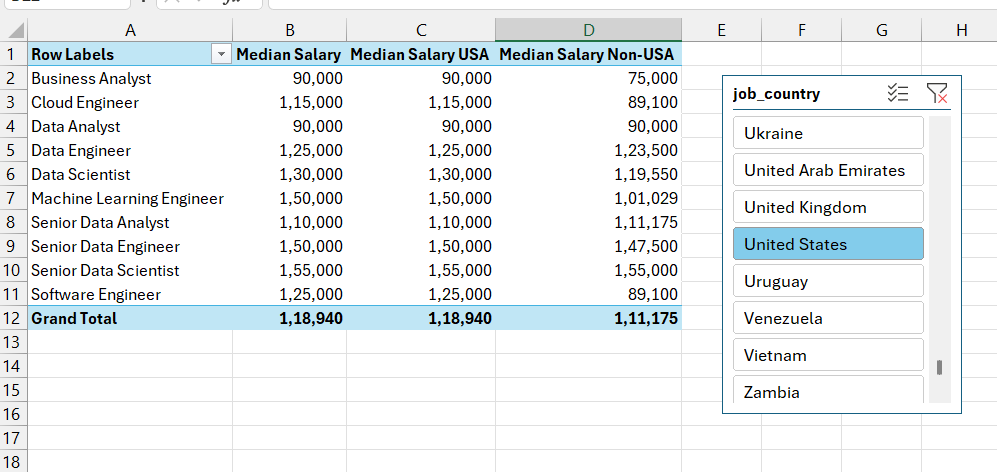 A B C D E F G H
1 Row Labels Median Salary Median Salary USA Median Salary Non-USA
2 Business Analyst 90,000 90,000 75,000
3 Cloud Engineer 1,15,000 1,15,000 89,100
4 Data Analyst 90,000 90,000 90,000
5 Data Engineer 1,25,000 1,25,000 1,23,500
6 Data Scientist 1,30,000 1,30,000 1,19,550
7 Machine Learning Engineer 1,50,000 1,50,000 1,01,029
8 Senior Data Analyst 1,10,000 1,10,000 1,11,175
9 Senior Data Engineer 1,50,000 1,50,000 1,47,500
10 Senior Data Scientist 1,55,000 1,55,000 1,55,000
11 Software Engineer 1,25,000 1,25,000 89,100
12 Grand Total 1,18,940 1,18,940 1,11,175
13
14
15
16
17
18
job_country
Ukraine
United Arab Emirates
United Kingdom
United States
Uruguay
Venezuela
Vietnam
Zambia